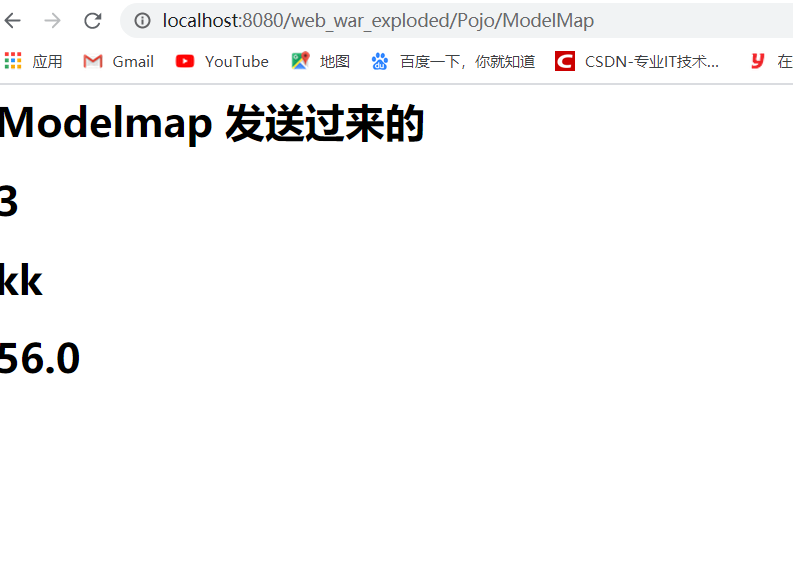 localhost:8080/web_war_exploded/Pojo/ModelMap
应用 Gmail YouTube 地图 百度一下，你就知道 CSDN-专业IT技术... 在
Modelmap 发送过来的
3
kk
56.0